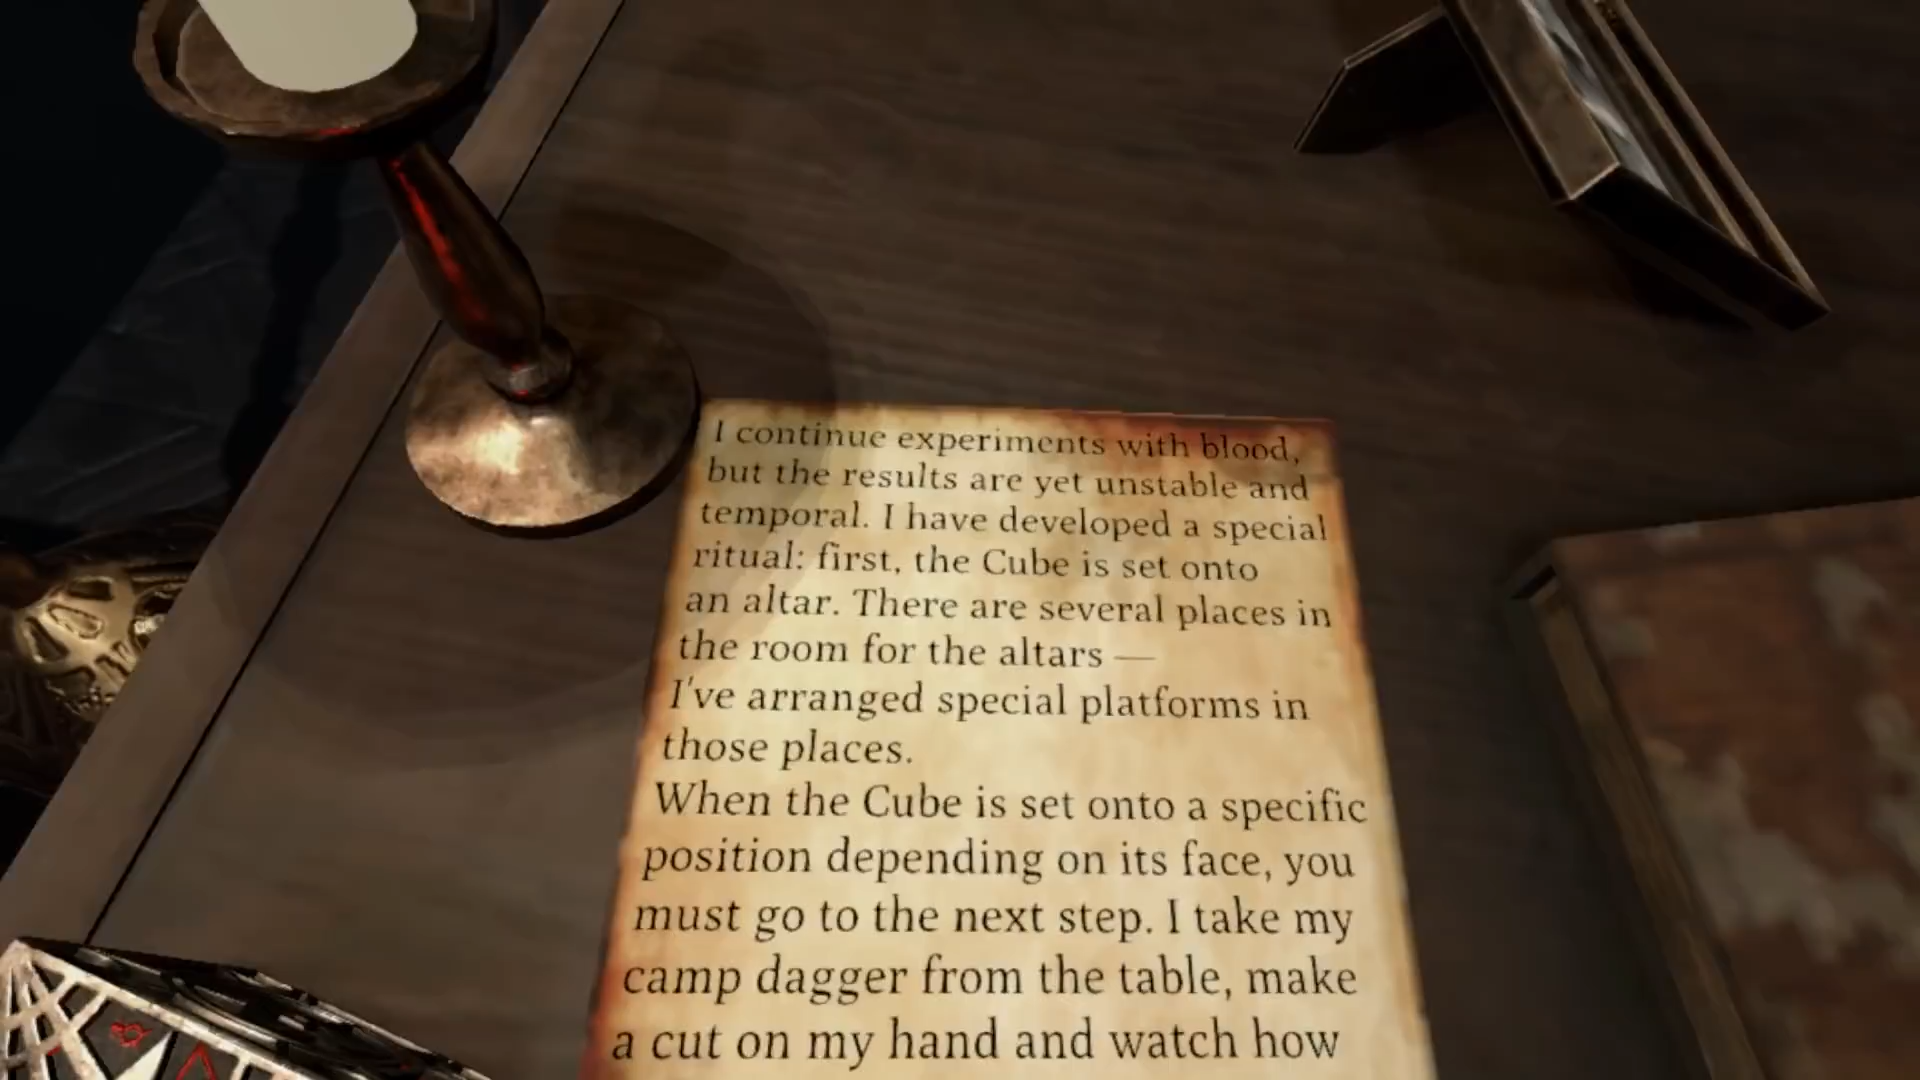 I continue experiments with blood,
but the results are yet unstable and
temporal. I have developed a special
ritual: first, the Cube is set onto
an altar. There are several places in
the room for the altars —
I've arranged special platforms in
those places.
When the Cube is set onto a specific
position depending on its face, you
must go to the next step. I take my
camp dagger from the table, make
a cut on my hand and watch how